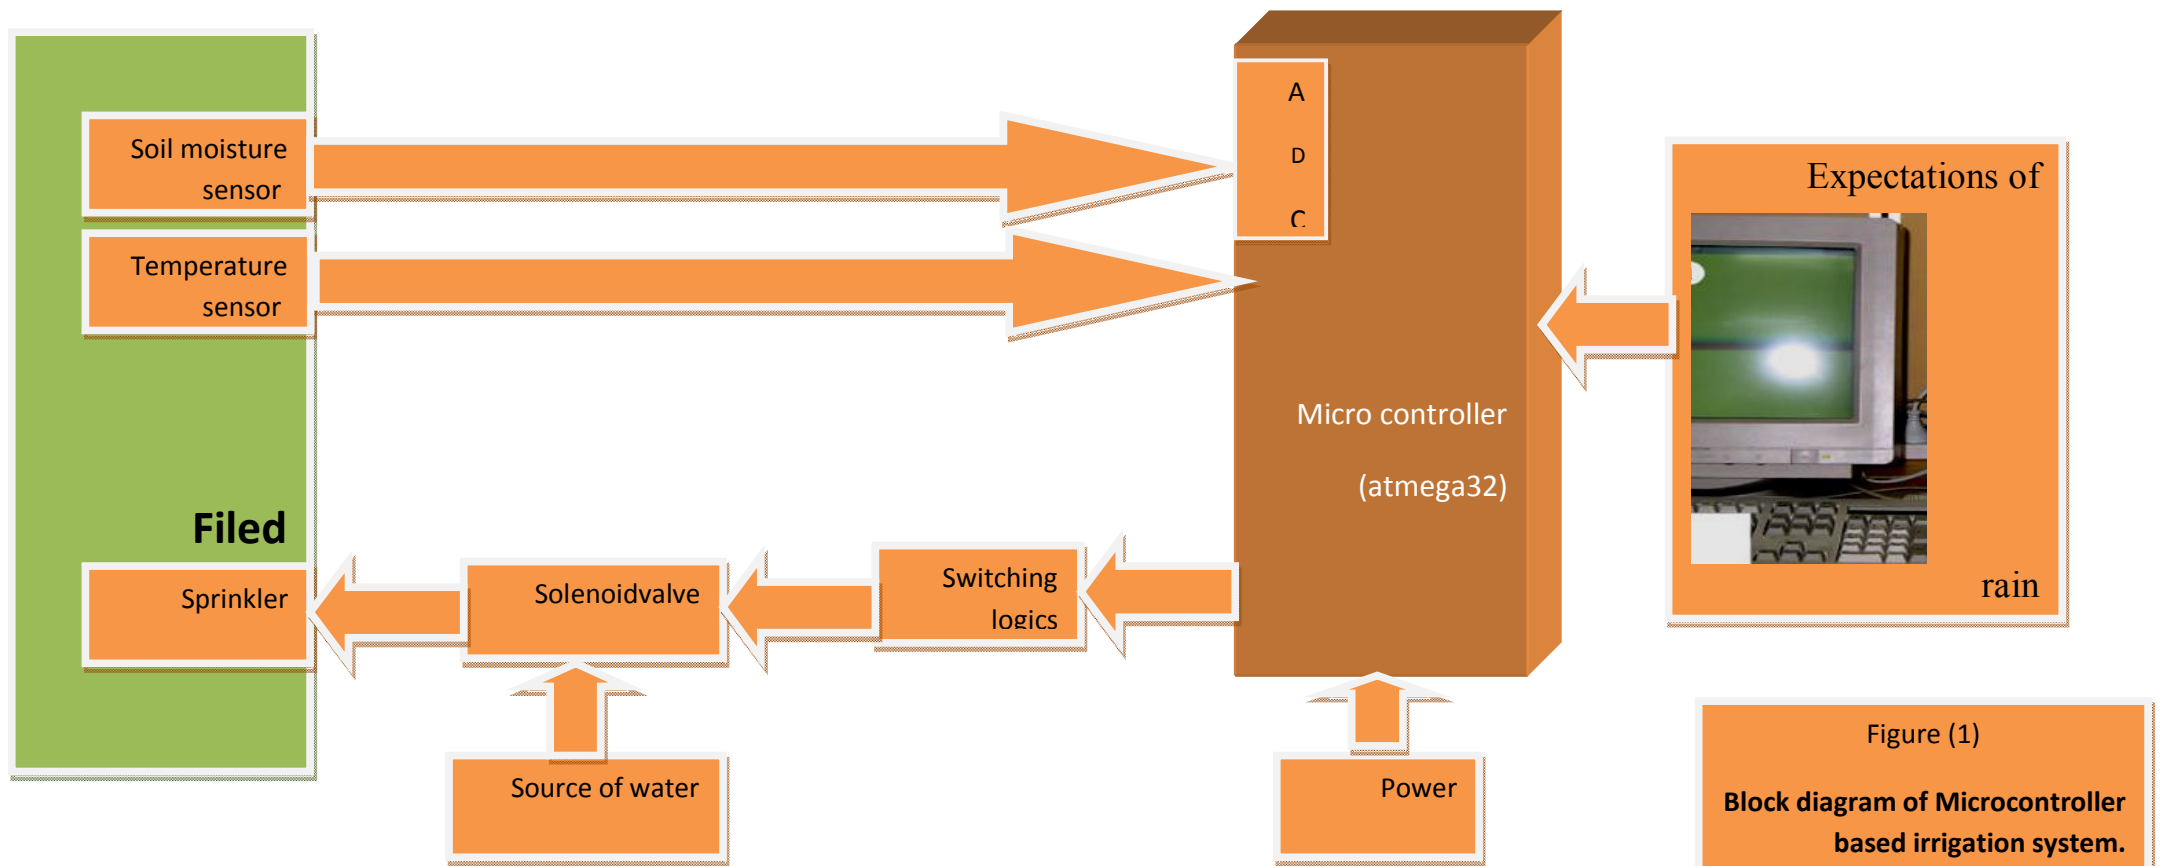 Soil moisture
sensor
Temperature
sensor
Filed
Sprinkler
Solenoidvalve
Switching
logics
Source of water
A
D
C
Micro controller
(atmega32)
Power
Expectations of
rain
Figure (1)
Block diagram of Microcontroller
based irrigation system.